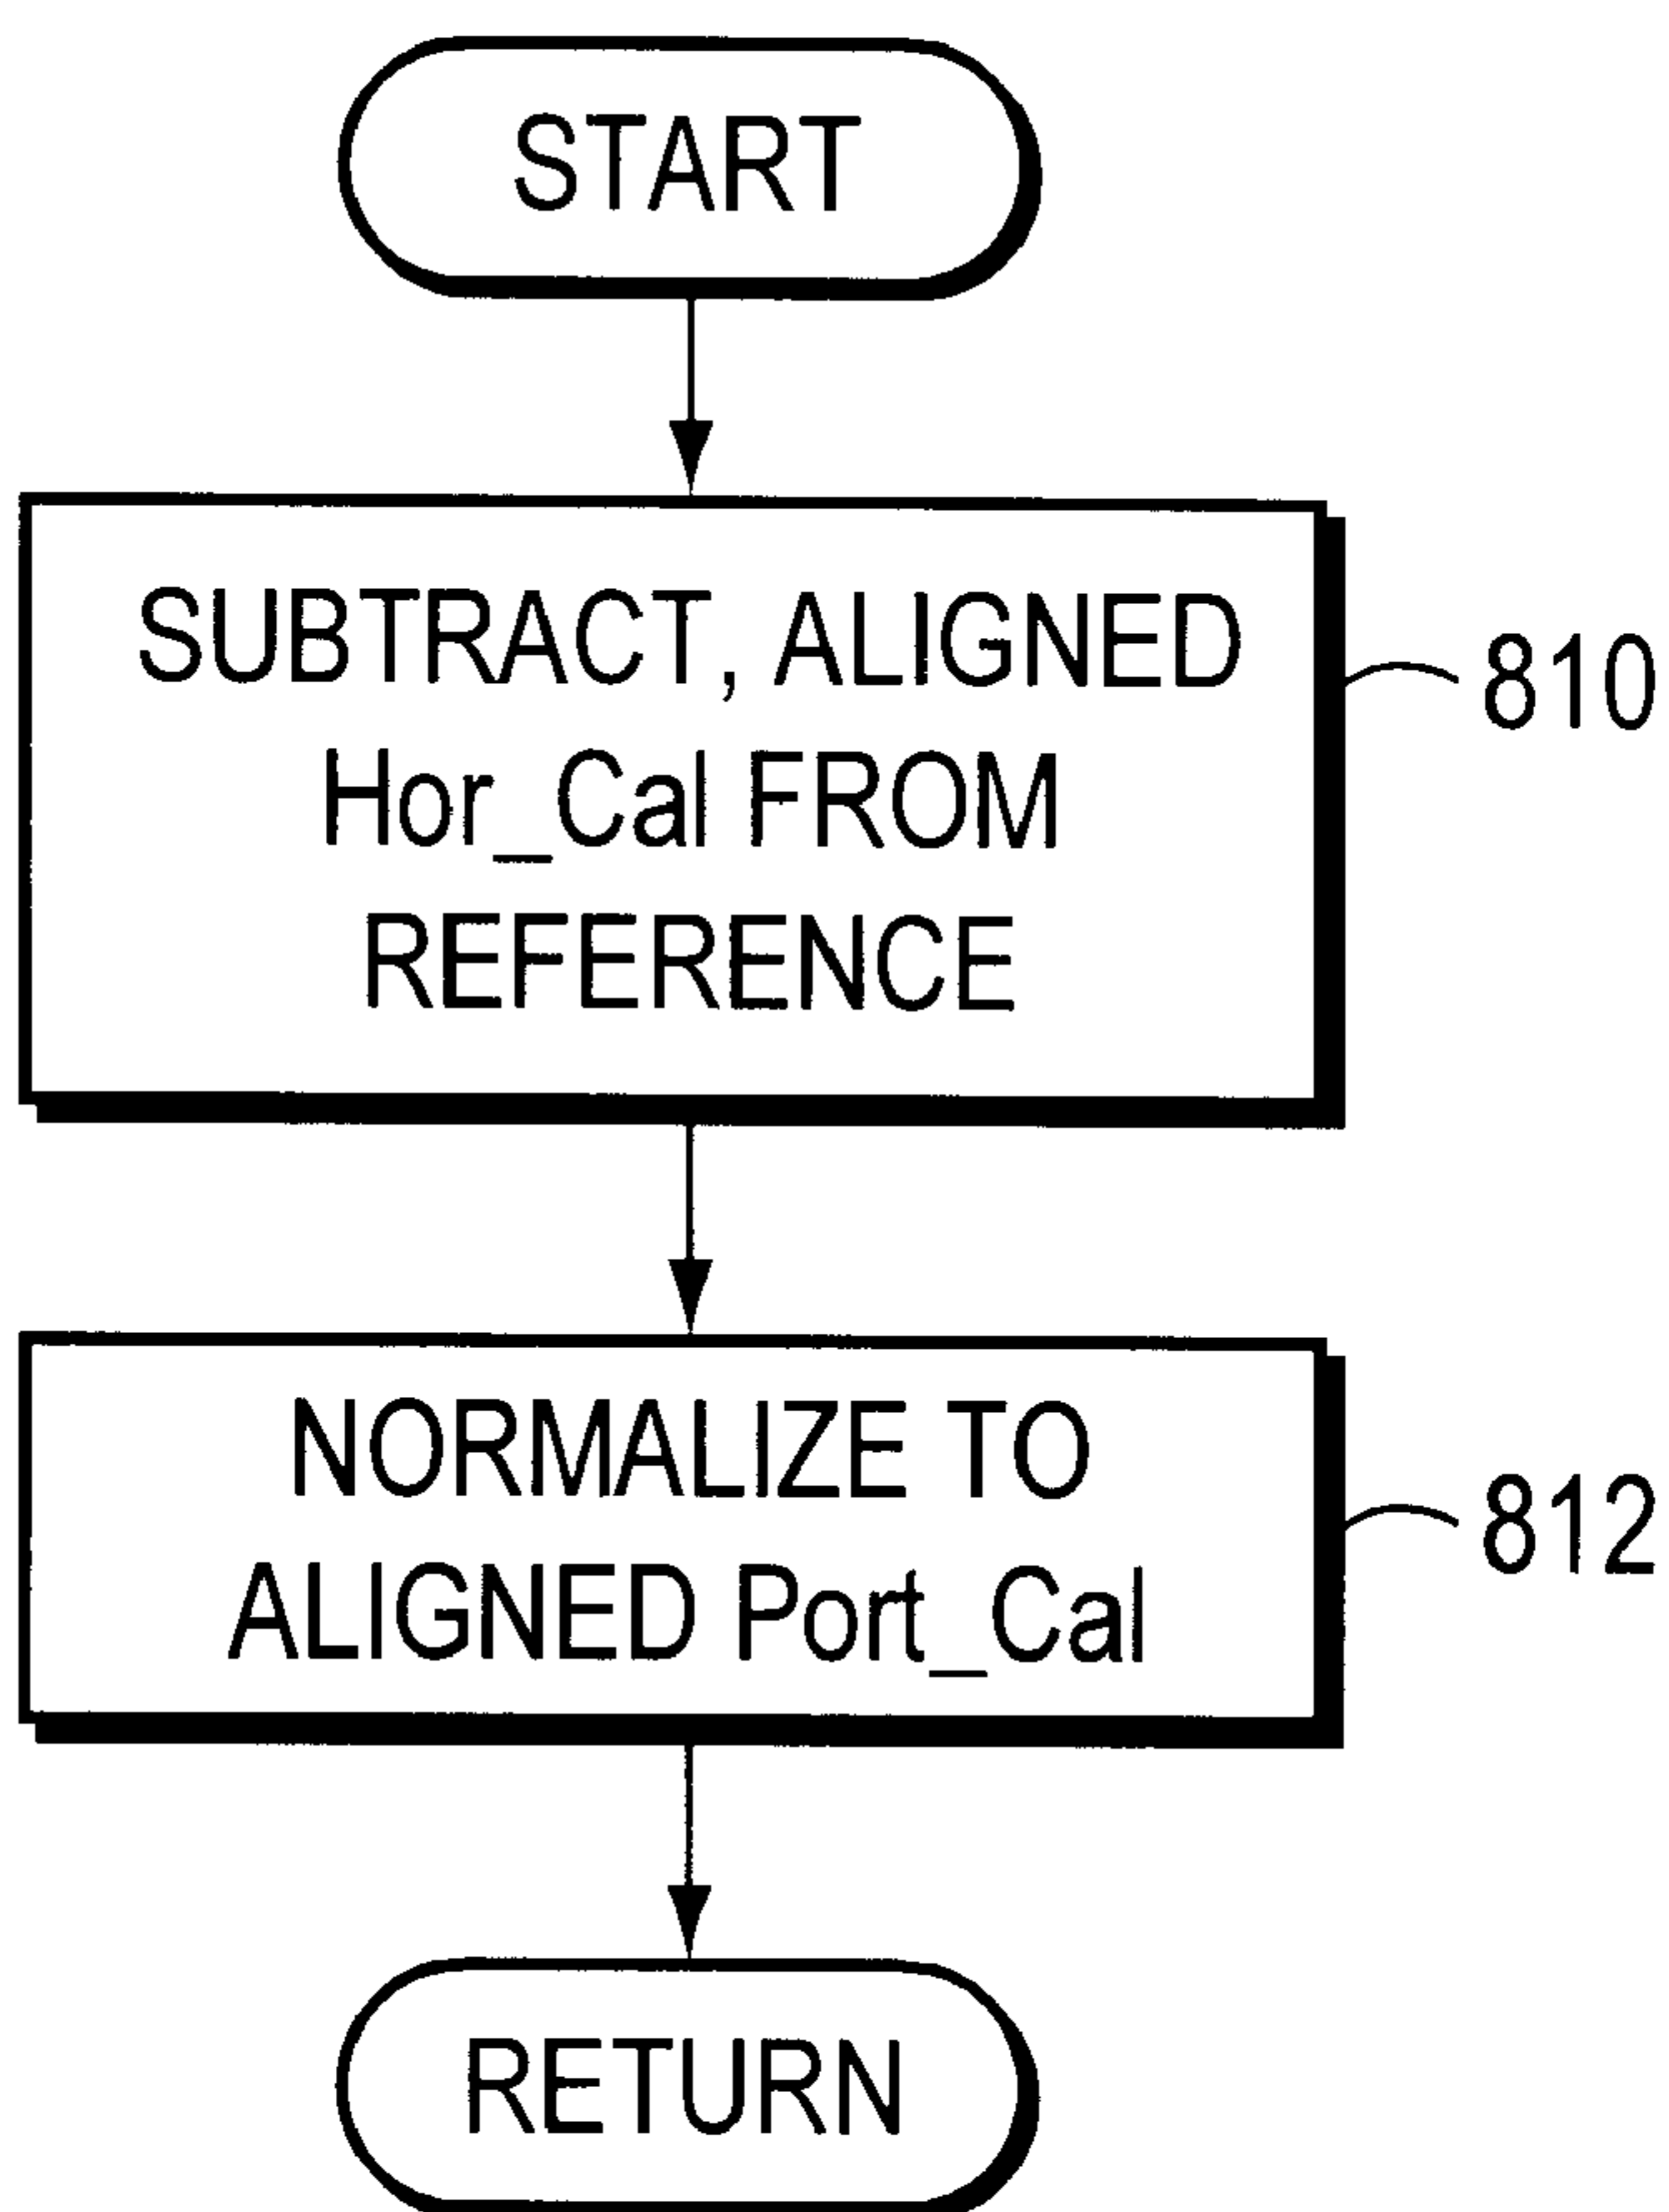 START
SUBTRACT, ALIGNED
Hor_Cal FROM
REFERENCE
810
NORMALIZE TO
ALIGNED Port_Cal
812
RETURN